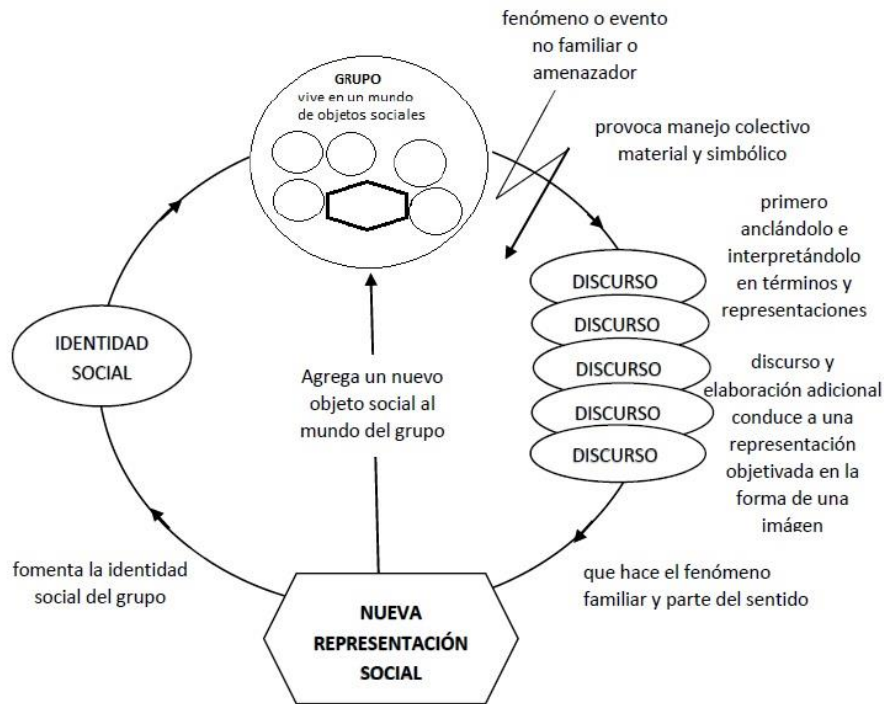 fenómeno o evento
no familiar o
amenazador
GRUPO
vive en un mundo
de objetos sociales
provoca manejo colectivo
material y simbólico
primero
anclándolo e
interpretándolo
en términos y
representaciones
DISCURSO
DISCURSO
DISCURSO
DISCURSO
DISCURSO
discurso y
elaboración adicional
conduce a una
representación
objetivada en la
forma de una
imágen
IDENTIDAD
SOCIAL
Agrega un nuevo
objeto social al
mundo del grupo
fomenta la identidad
social del grupo
que hace el fenómeno
familiar y parte del sentido
NUEVA
REPRESENTACIÓN
SOCIAL